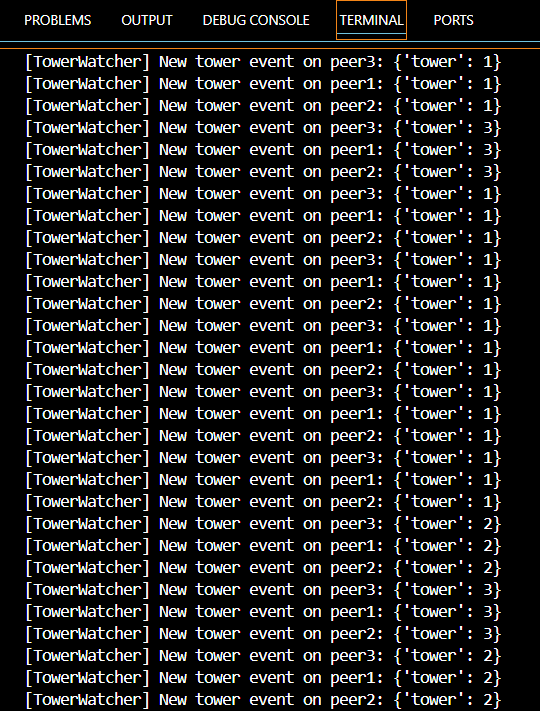 PROBLEMS OUTPUT DEBUG CONSOLE TERMINAL PORTS
[TowerWatcher] New tower event on peer3: {'tower': 1}
[TowerWatcher] New tower event on peer1: {'tower': 1}
[TowerWatcher] New tower event on peer2: {'tower': 1}
[TowerWatcher] New tower event on peer3: {'tower': 3}
[TowerWatcher] New tower event on peer1: {'tower': 3}
[TowerWatcher] New tower event on peer2: {'tower': 3}
[TowerWatcher] New tower event on peer3: {'tower': 1}
[TowerWatcher] New tower event on peer1: {'tower': 1}
[TowerWatcher] New tower event on peer2: {'tower': 1}
[TowerWatcher] New tower event on peer3: {'tower': 1}
[TowerWatcher] New tower event on peer1: {'tower': 1}
[TowerWatcher] New tower event on peer2: {'tower': 1}
[TowerWatcher] New tower event on peer3: {'tower': 1}
[TowerWatcher] New tower event on peer1: {'tower': 1}
[TowerWatcher] New tower event on peer2: {'tower': 1}
[TowerWatcher] New tower event on peer3: {'tower': 1}
[TowerWatcher] New tower event on peer1: {'tower': 1}
[TowerWatcher] New tower event on peer2: {'tower': 1}
[TowerWatcher] New tower event on peer3: {'tower': 1}
[TowerWatcher] New tower event on peer1: {'tower': 1}
[TowerWatcher] New tower event on peer2: {'tower': 1}
[TowerWatcher] New tower event on peer3: {'tower': 2}
[TowerWatcher] New tower event on peer1: {'tower': 2}
[TowerWatcher] New tower event on peer2: {'tower': 2}
[TowerWatcher] New tower event on peer3: {'tower': 3}
[TowerWatcher] New tower event on peer1: {'tower': 3}
[TowerWatcher] New tower event on peer2: {'tower': 3}
[TowerWatcher] New tower event on peer3: {'tower': 2}
[TowerWatcher] New tower event on peer1: {'tower': 2}
[TowerWatcher] New tower event on peer2: {'tower': 2}